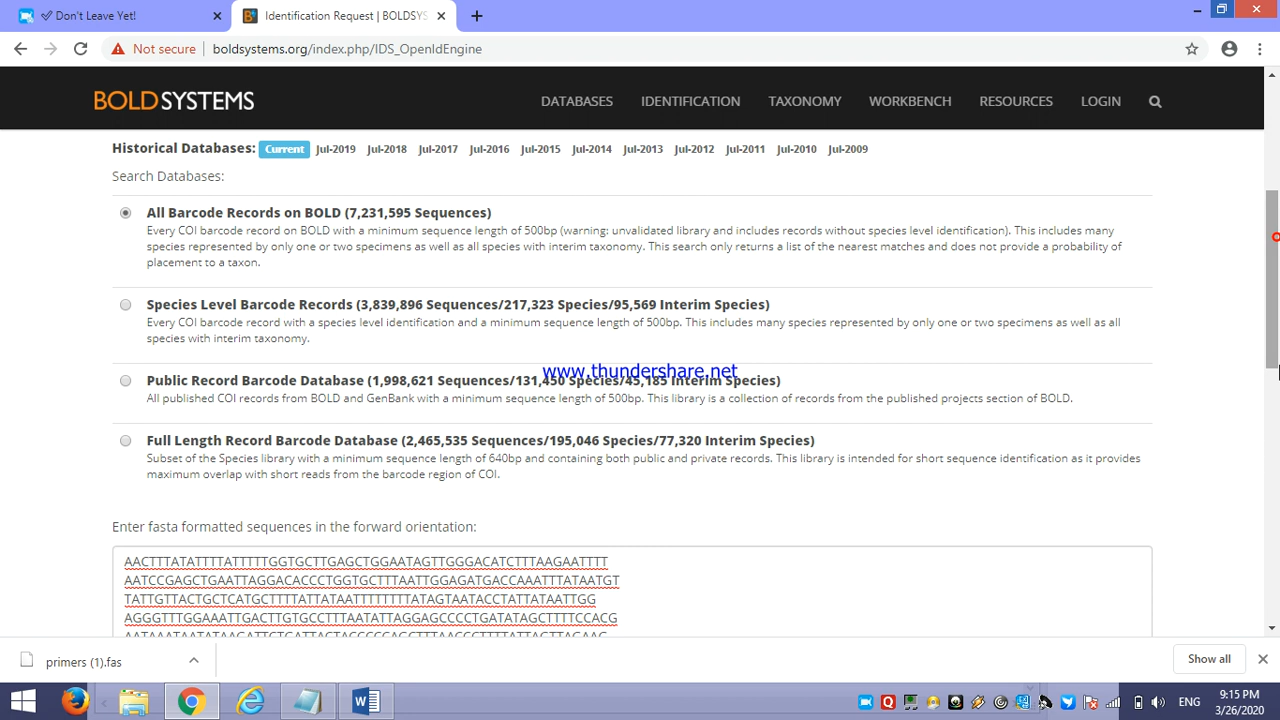 ✓ Don't Leave Yet!
Identification Request | BOLDSYS
Not secure
boldsystems.org/index.php/IDS_OpenIdEngine
BOLDSYSTEMS
DATABASES
IDENTIFICATION
TAXONOMY
WORKBENCH
RESOURCES
LOGIN
Historical Databases: Current Jul-2019 Jul-2018 Jul-2017 Jul-2016 Jul-2015 Jul-2014 Jul-2013 Jul-2012 Jul-2011 Jul-2010 Jul-2009
Search Databases:
All Barcode Records on BOLD (7,231,595 Sequences)
Every COI barcode record on BOLD with a minimum sequence length of 500bp (warning: unvalidated library and includes records without species level identification). This includes many
species represented by only one or two specimens as well as all species with interim taxonomy. This search only returns a list of the nearest matches and does not provide a probability of
placement to a taxon.
Species Level Barcode Records (3,839,896 Sequences/217,323 Species/95,569 Interim Species)
Every COI barcode record with a species level identification and a minimum sequence length of 500bp. This includes many species represented by only one or two specimens as well as all
species with interim taxonomy.
www.thundershare.net
Public Record Barcode Database (1,998,621 Sequences/131,450 Species/45,185 Interim Species)
All published COI records from BOLD and GenBank with a minimum sequence length of 500bp. This library is a collection of records from the published projects section of BOLD.
Full Length Record Barcode Database (2,465,535 Sequences/195,046 Species/77,320 Interim Species)
Subset of the Species library with a minimum sequence length of 640bp and containing both public and private records. This library is intended for short sequence identification as it provides
maximum overlap with short reads from the barcode region of COI.
Enter fasta formatted sequences in the forward orientation:
AACTTTATATTTTATTTTTGGTGCTTGAGCTGGAATAGTTGGGACATCTTTAAGAATTTT
AATCCGAGCTGAATTAGGACACCCTGGTGCTTTAATTGGAGATGACCAAATTTATAATGT
TATTGTTACTGCTCATGCTTTTATTATAATTTTTTTTATAGTAATACCTATTATAATTGG
AGGGTTTGGAAATTGACTTGTGCCTTTAATATTAGGAGCCCCTGATATAGCTTTTCCACG
primers (1).fas
Show all
ENG
9:15 PM
3/26/2020